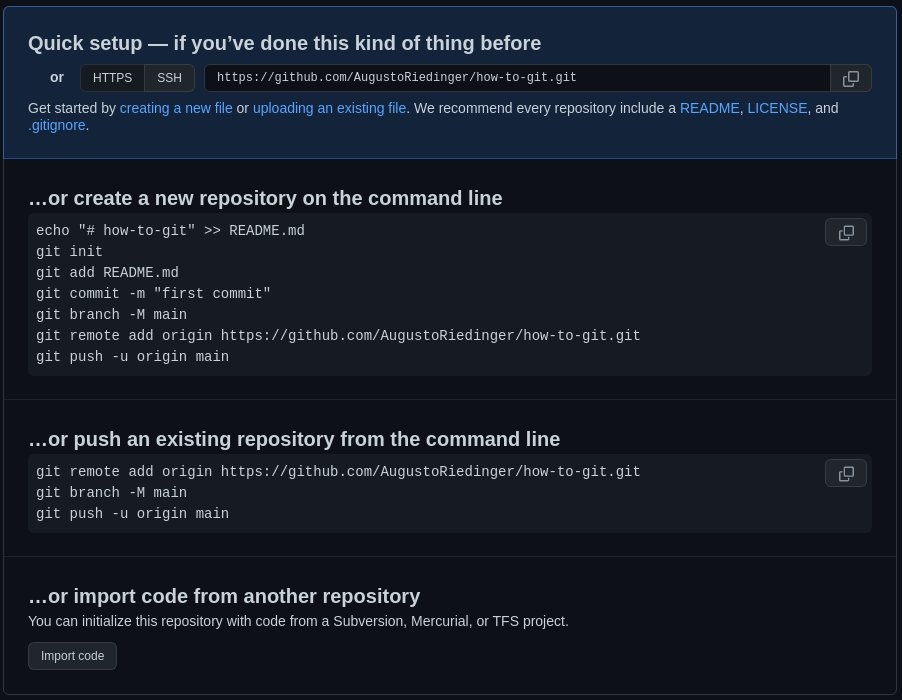 Quick setup — if you’ve done this kind of thing before
or HTTPS SSH https://github.com/AugustoRiedinger/how-to-git.git
Get started by creating a new file or uploading an existing file. We recommend every repository include a README, LICENSE, and
.gitignore.
…or create a new repository on the command line
echo "# how-to-git" >> README.md
git init
git add README.md
git commit -m "first commit"
git branch -M main
git remote add origin https://github.com/AugustoRiedinger/how-to-git.git
git push -u origin main
…or push an existing repository from the command line
git remote add origin https://github.com/AugustoRiedinger/how-to-git.git
git branch -M main
git push -u origin main
…or import code from another repository
You can initialize this repository with code from a Subversion, Mercurial, or TFS project.
Import code